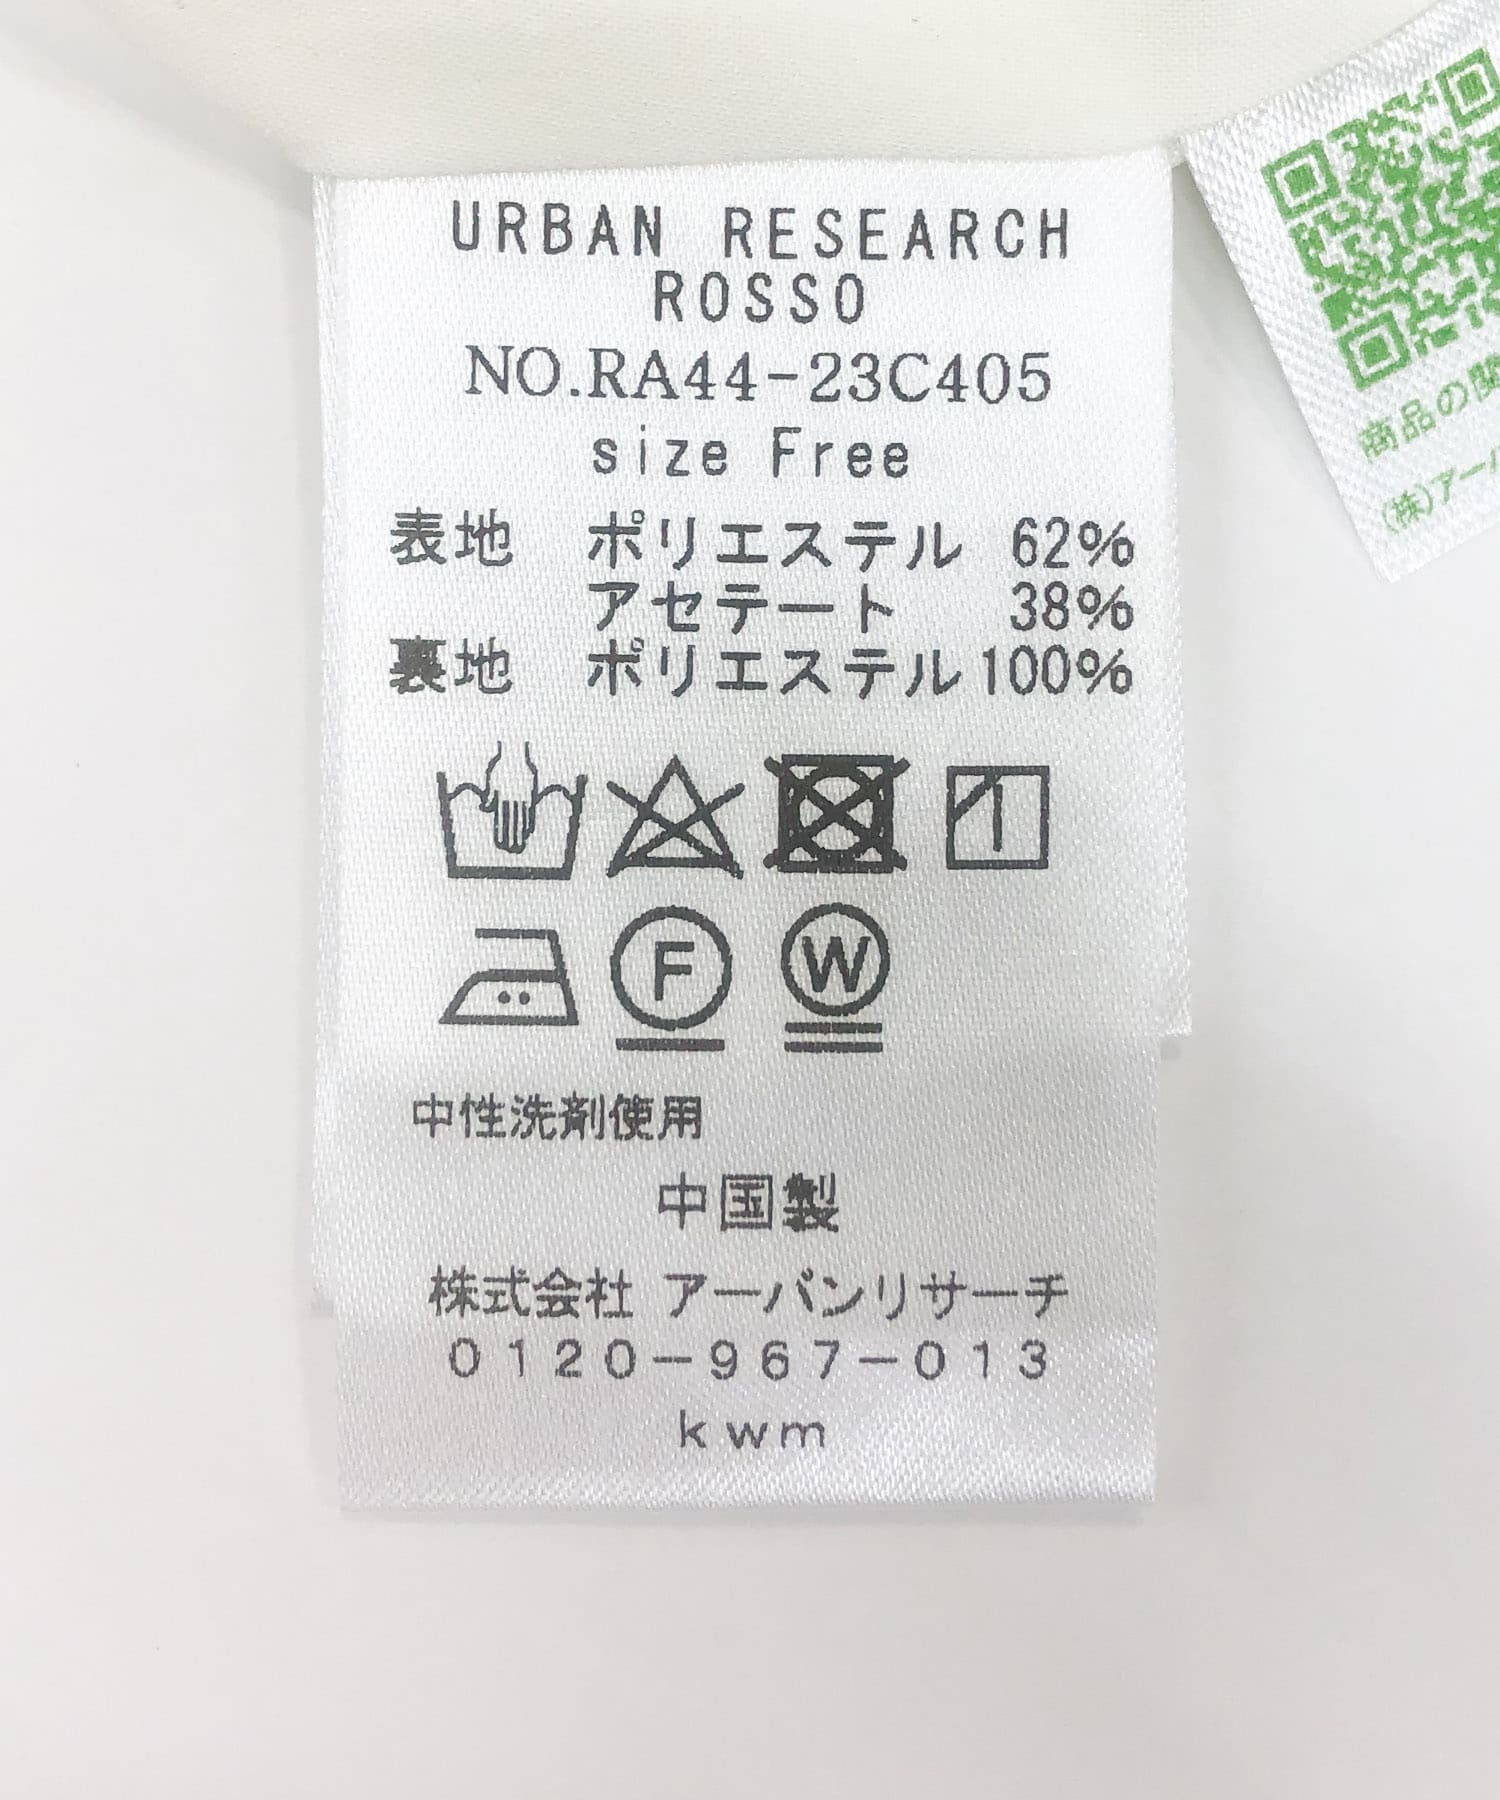 URBAN RESEARCH
ROSSO
NO.RA44-23C405
size Free
表地 ポリエステル 62%
アセテート 38%
裏地 ポリエステル 100%
F
W
中性洗剤使用
中国製
株式会社 アーバンリサーチ
0120-967-013
kwm
商品の関
(株)アーバ